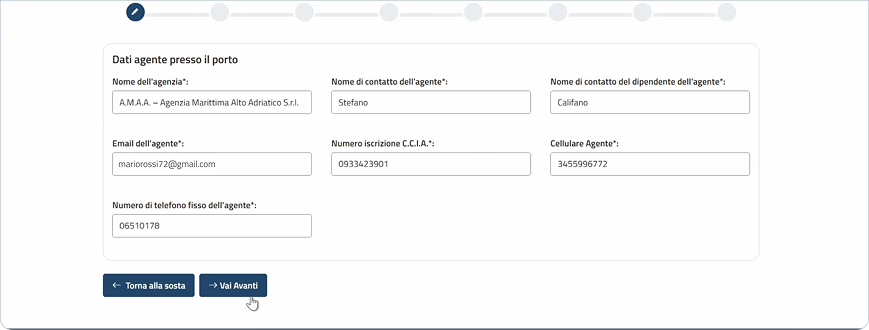 Dati agente presso il porto
Nome dell'agenzia*: Nome di contatto dell'agente*: Nome di contatto del dipendente dell'agente*:
A.M.A.A. – Agenzia Marittima Alto Adriatico S.r.l. Stefano Califano
Email dell'agente*: Numero iscrizione C.C.I.A.*: Cellulare Agente*:
mariorossi72@gmail.com 0933423901 3455996772
Numero di telefono fisso dell'agente*:
06510178
← Torna alla sosta → Vai Avanti